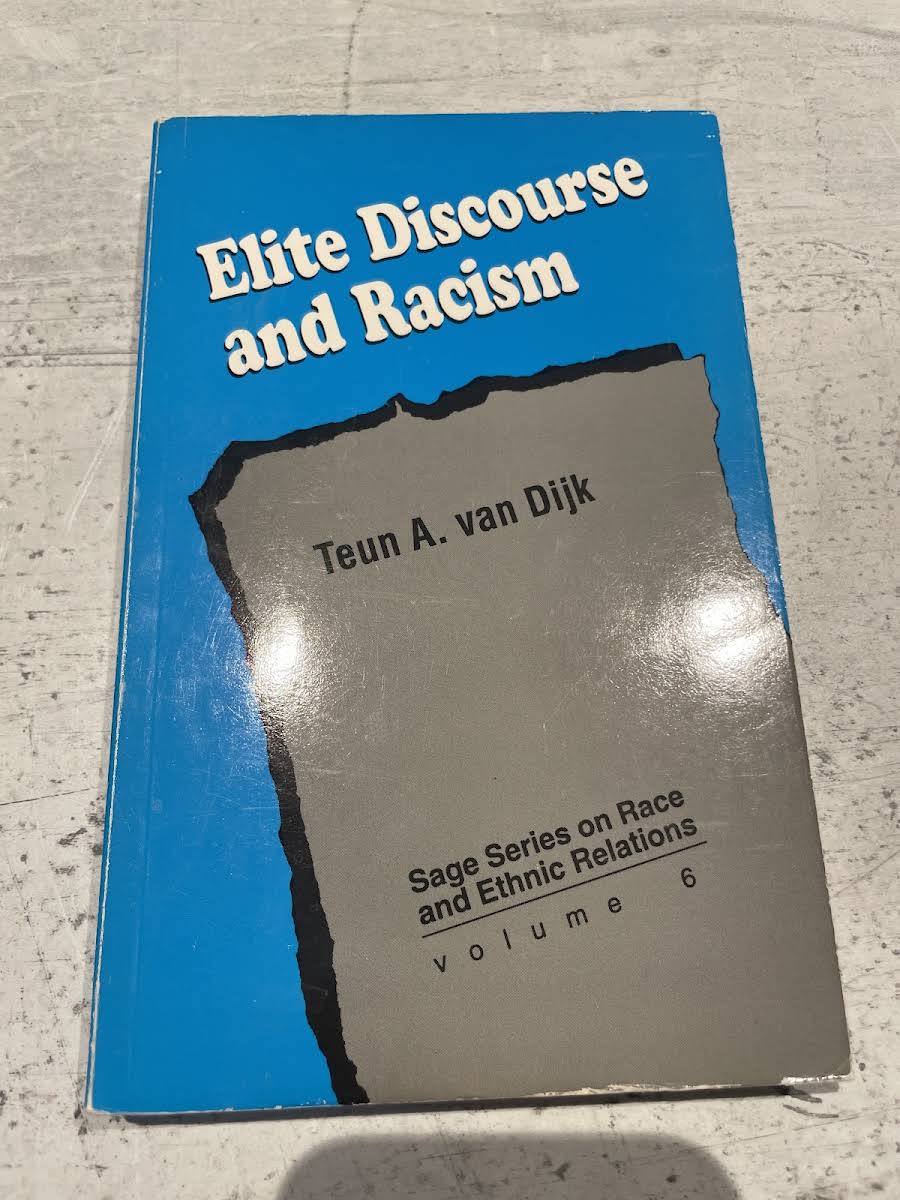 Elite Discourse
and Racism
Teun A. van Dijk
Sage Series on Race
and Ethnic Relations
volume 6